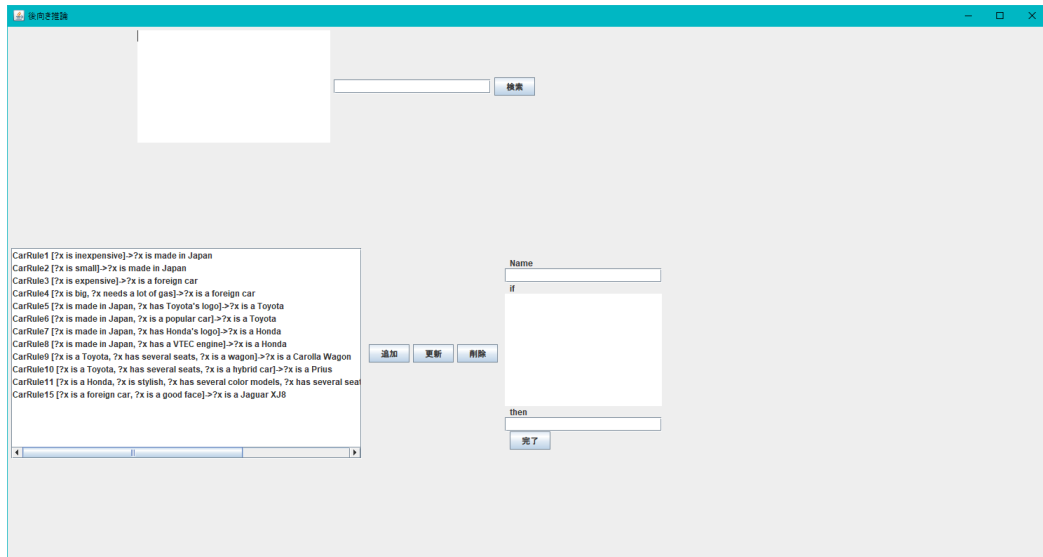 後向き推論
検索
CarRule1 [?x is inexpensive]->?x is made in Japan
CarRule2 [?x is small]->?x is made in Japan
CarRule3 [?x is expensive]->?x is a foreign car
CarRule4 [?x is big, ?x needs a lot of gas]->?x is a foreign car
CarRule5 [?x is made in Japan, ?x has Toyota's logo]->?x is a Toyota
CarRule6 [?x is made in Japan, ?x is a popular car]->?x is a Toyota
CarRule7 [?x is made in Japan, ?x has Honda's logo]->?x is a Honda
CarRule8 [?x is made in Japan, ?x has a VTEC engine]->?x is a Honda
CarRule9 [?x is a Toyota, ?x has several seats, ?x is a wagon]->?x is a Carolla Wagon
CarRule10 [?x is a Toyota, ?x has several seats, ?x is a hybrid car]->?x is a Prius
CarRule11 [?x is a Honda, ?x is stylish, ?x has several color models, ?x has several seat
CarRule15 [?x is a foreign car, ?x is a good face]->?x is a Jaguar XJ8
追加 更新 削除
Name
if
then
完了